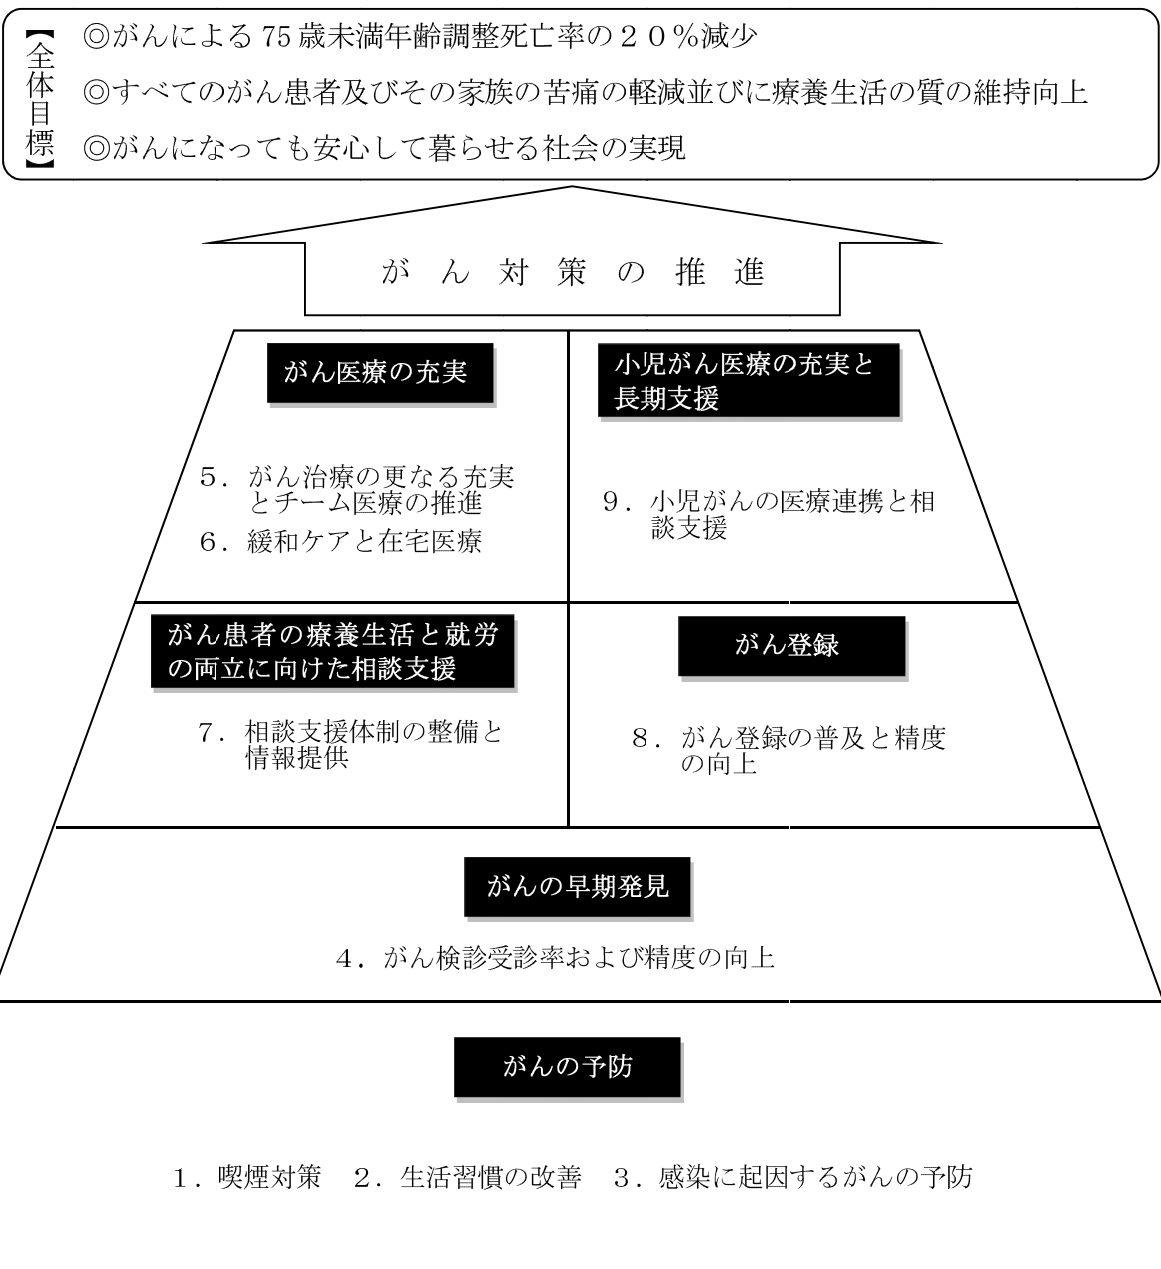 【全体目標】
◎がんによる 75 歳未満年齢調整死亡率の２０％減少
◎すべてのがん患者及びその家族の苦痛の軽減並びに療養生活の質の維持向上
◎がんになっても安心して暮らせる社会の実現
がん対策の推進
がん医療の充実
５．がん治療の更なる充実
とチーム医療の推進
６．緩和ケアと在宅医療
小児がん医療の充実と
長期支援
９．小児がんの医療連携と相
談支援
がん患者の療養生活と就労
の両立に向けた相談支援
７．相談支援体制の整備と
情報提供
がん登録
８．がん登録の普及と精度
の向上
がんの早期発見
４．がん検診受診率および精度の向上
がんの予防
１．喫煙対策　２．生活習慣の改善　３．感染に起因するがんの予防